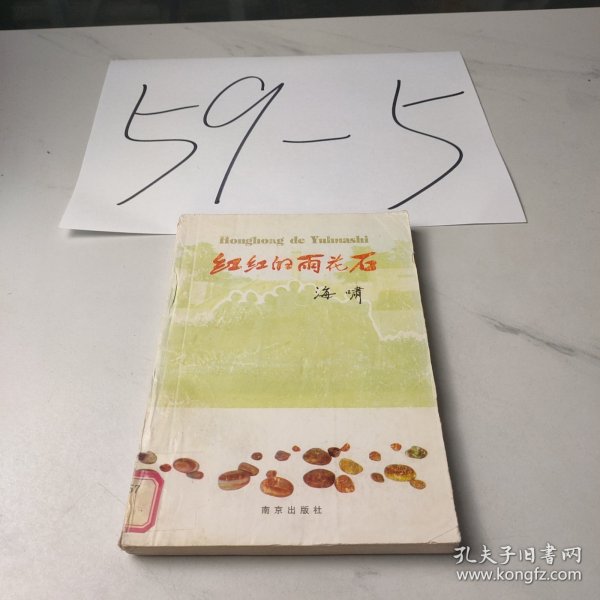 59-5
Honghong de Yuhuashi
红红的雨花石
海啸
南京出版社
57
孔夫子旧书网
www.kongfz.com